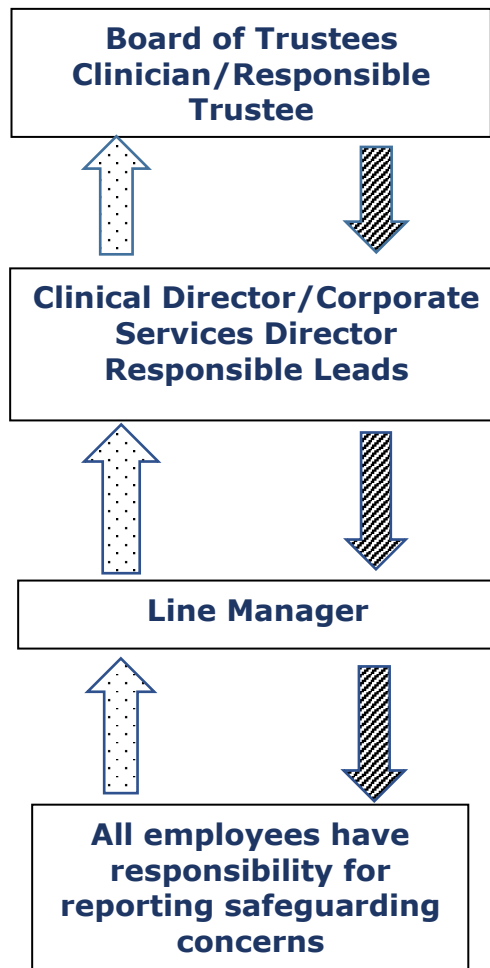 Board of Trustees
Clinician/Responsible
Trustee
Clinical Director/Corporate
Services Director
Responsible Leads
Line Manager
All employees have
responsibility for
reporting safeguarding
concerns